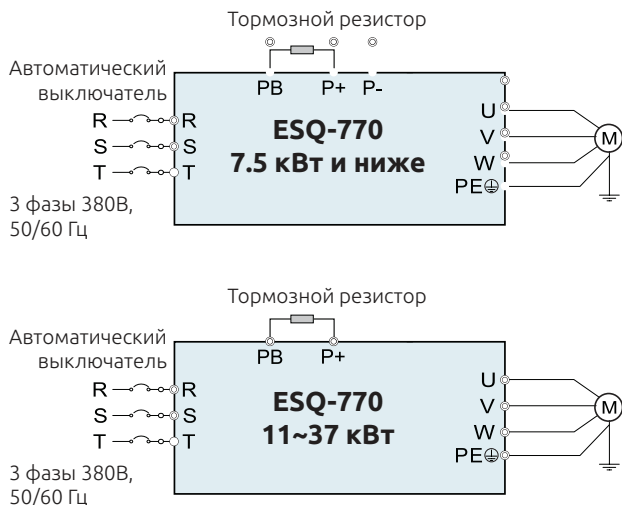 Тормозной резистор
Автоматический
выключатель
PB P+ P-
R R
S S
T T
ESQ-770
7.5 кВт и ниже
U
V
W
PE
M
3 фазы 380В,
50/60 Гц
Тормозной резистор
Автоматический
выключатель
PB P+
R R
S S
T T
ESQ-770
11~37 кВт
U
V
W
PE
M
3 фазы 380В,
50/60 Гц